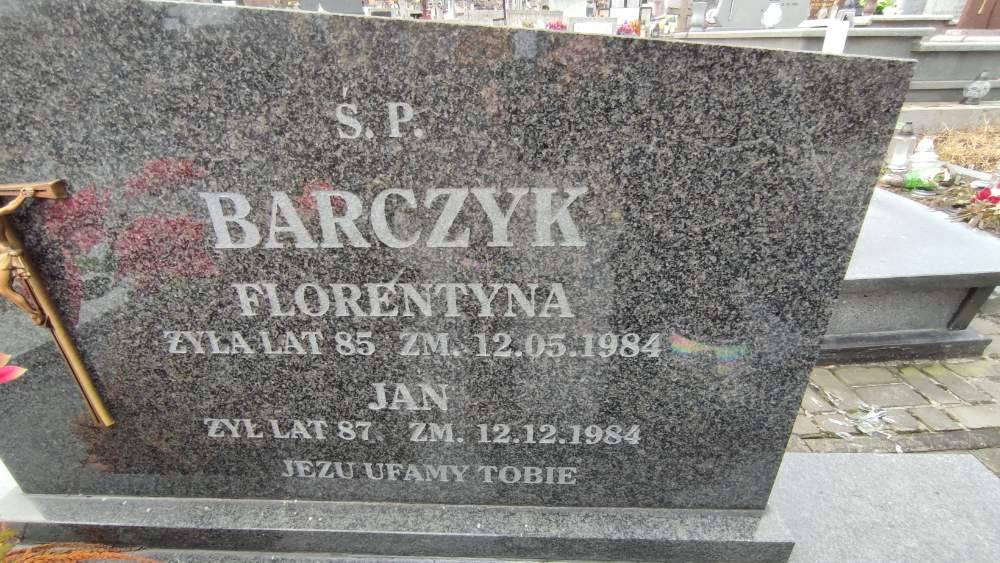 Ś. P.
BARCZYK
FLORENTYNA
ŻYŁA LAT 85 ZM. 12.05.1984
JAN
ŻYŁ LAT 87 ZM. 12.12.1984
JEZU UFAMY TOBIE